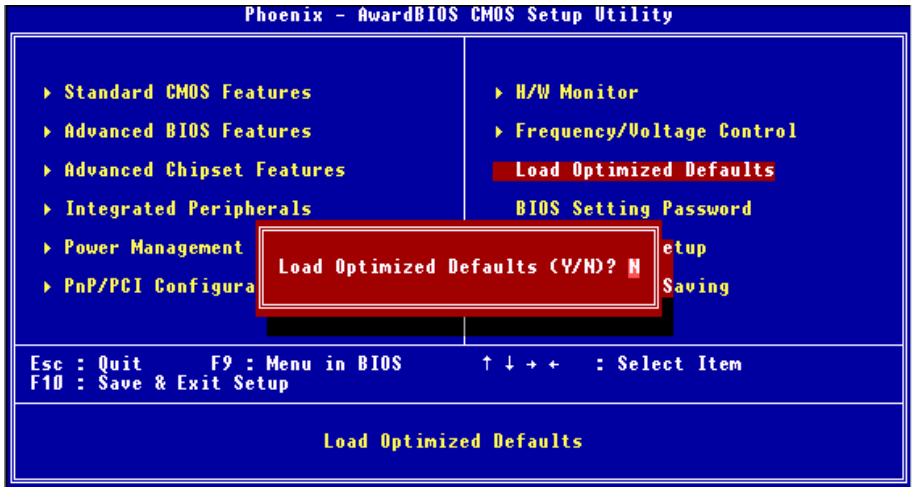 Phoenix - AwardBIOS CMOS Setup Utility
▸ Standard CMOS Features
▸ Advanced BIOS Features
▸ Advanced Chipset Features
▸ Integrated Peripherals
▸ Power Management
▸ PnP/PCI Configura
▸ H/W Monitor
▸ Frequency/Voltage Control
Load Optimized Defaults
BIOS Setting Password
etup
Saving
Load Optimized Defaults (Y/N)? N
Esc : Quit F9 : Menu in BIOS ↑ ↓ → ← : Select Item
F10 : Save & Exit Setup
Load Optimized Defaults